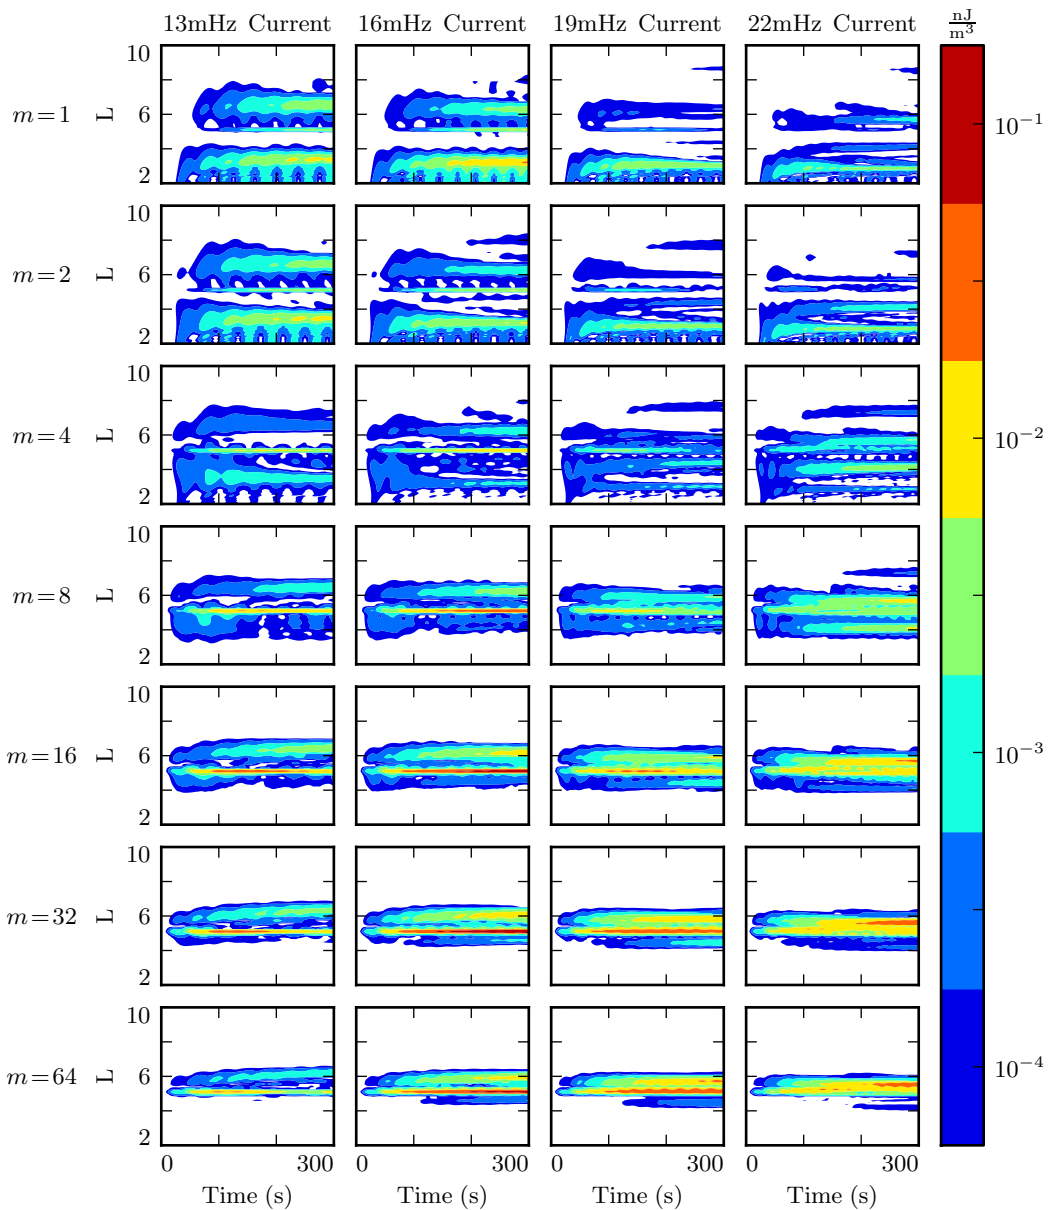 13mHz Current 16mHz Current 19mHz Current 22mHz Current nJ/m³
m=1 L 10 6 2
m=2 L 10 6 2
m=4 L 10 6 2
m=8 L 10 6 2
m=16 L 10 6 2
m=32 L 10 6 2
m=64 L 10 6 2
10⁻¹
10⁻²
10⁻³
10⁻⁴
0 300 0 300 0 300 0 300
Time (s) Time (s) Time (s) Time (s)